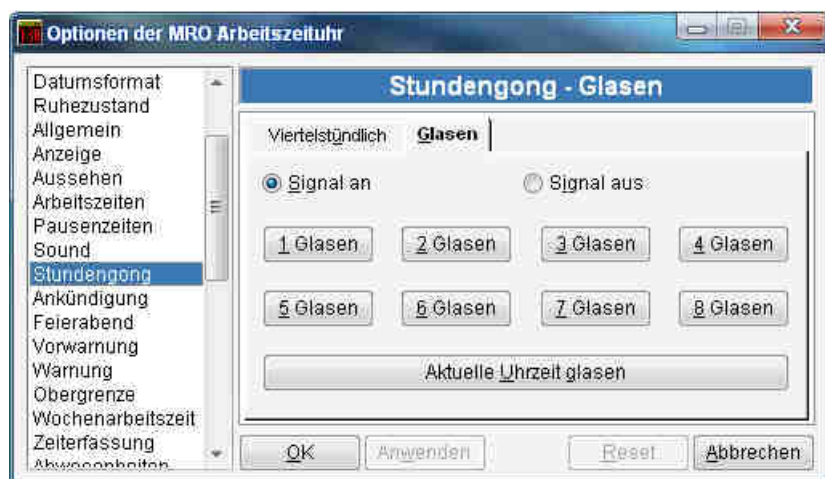 Optionen der MRO Arbeitszeituhr
Datumsformat
Ruhezustand
Allgemein
Anzeige
Aussehen
Arbeitszeiten
Pausenzeiten
Sound
Stundengong
Ankündigung
Feierabend
Vorwarnung
Warnung
Obergrenze
Wochenarbeitszeit
Zeiterfassung
Abwesenheiten
Stundengong - Glasen
Viertelstündlich Glasen
Signal an Signal aus
1 Glasen 2 Glasen 3 Glasen 4 Glasen
5 Glasen 6 Glasen 7 Glasen 8 Glasen
Aktuelle Uhrzeit glasen
OK Anwenden Reset Abbrechen